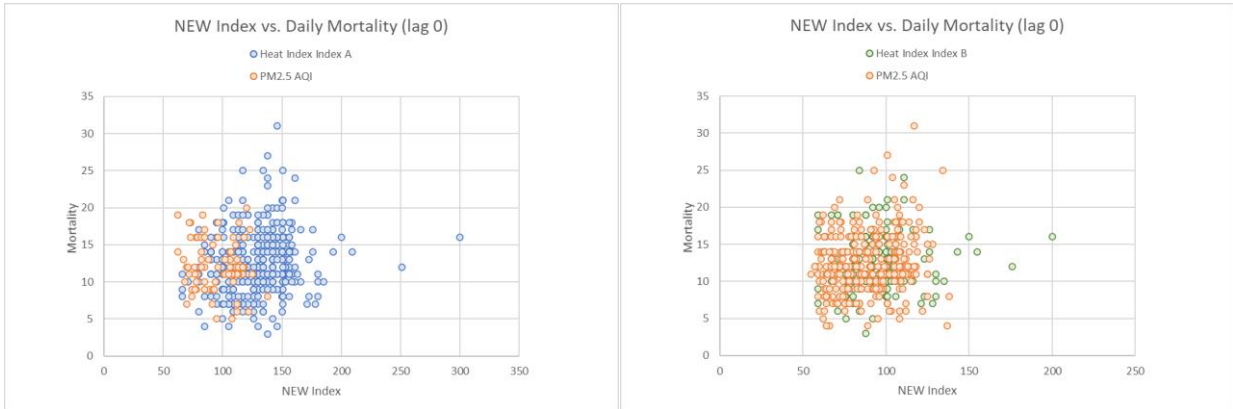 NEW Index vs. Daily Mortality (lag 0)
Heat Index Index A
PM2.5 AQI
35
30
25
20
15
10
5
0
Mortality
0 50 100 150 200 250 300 350
NEW Index
NEW Index vs. Daily Mortality (lag 0)
Heat Index Index B
PM2.5 AQI
35
30
25
20
15
10
5
0
Mortality
0 50 100 150 200 250
NEW Index